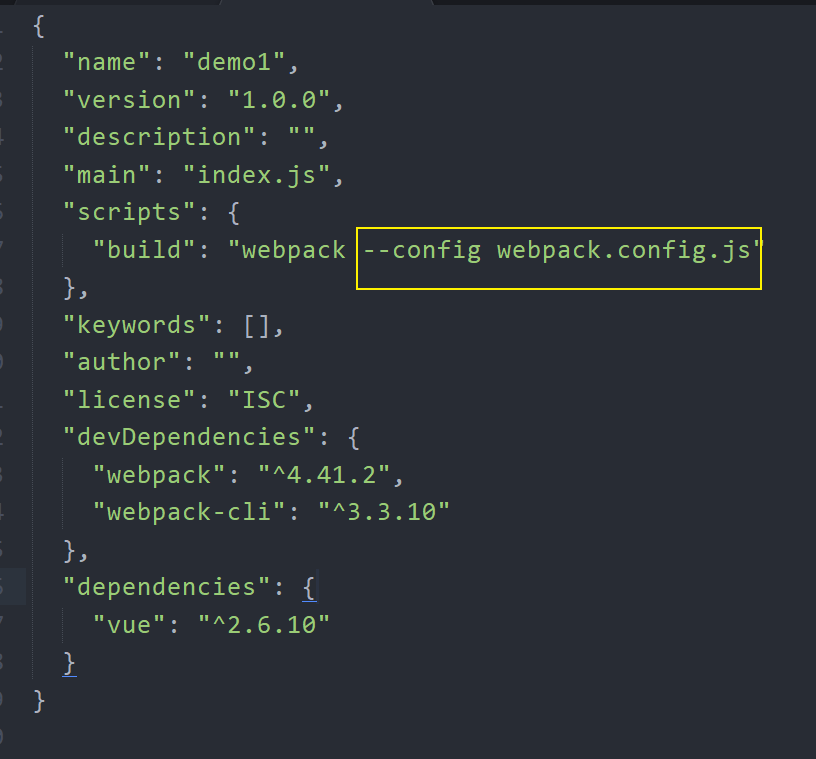 {
"name": "demo1",
"version": "1.0.0",
"description": "",
"main": "index.js",
"scripts": {
"build": "webpack --config webpack.config.js"
},
"keywords": [],
"author": "",
"license": "ISC",
"devDependencies": {
"webpack": "^4.41.2",
"webpack-cli": "^3.3.10"
},
"dependencies": {
"vue": "^2.6.10"
}
}